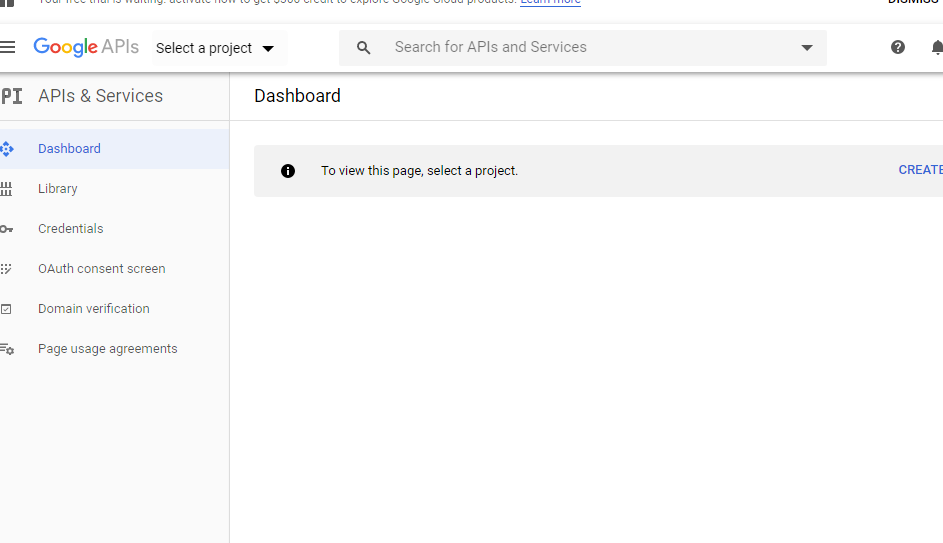 Your free trial is waiting: activate now to get $300 credit to explore Google Cloud products. Learn more
DISMISS
Google APIs
Select a project
Search for APIs and Services
PI
APIs & Services
Dashboard
Dashboard
To view this page, select a project.
CREATE
Library
Credentials
OAuth consent screen
Domain verification
Page usage agreements